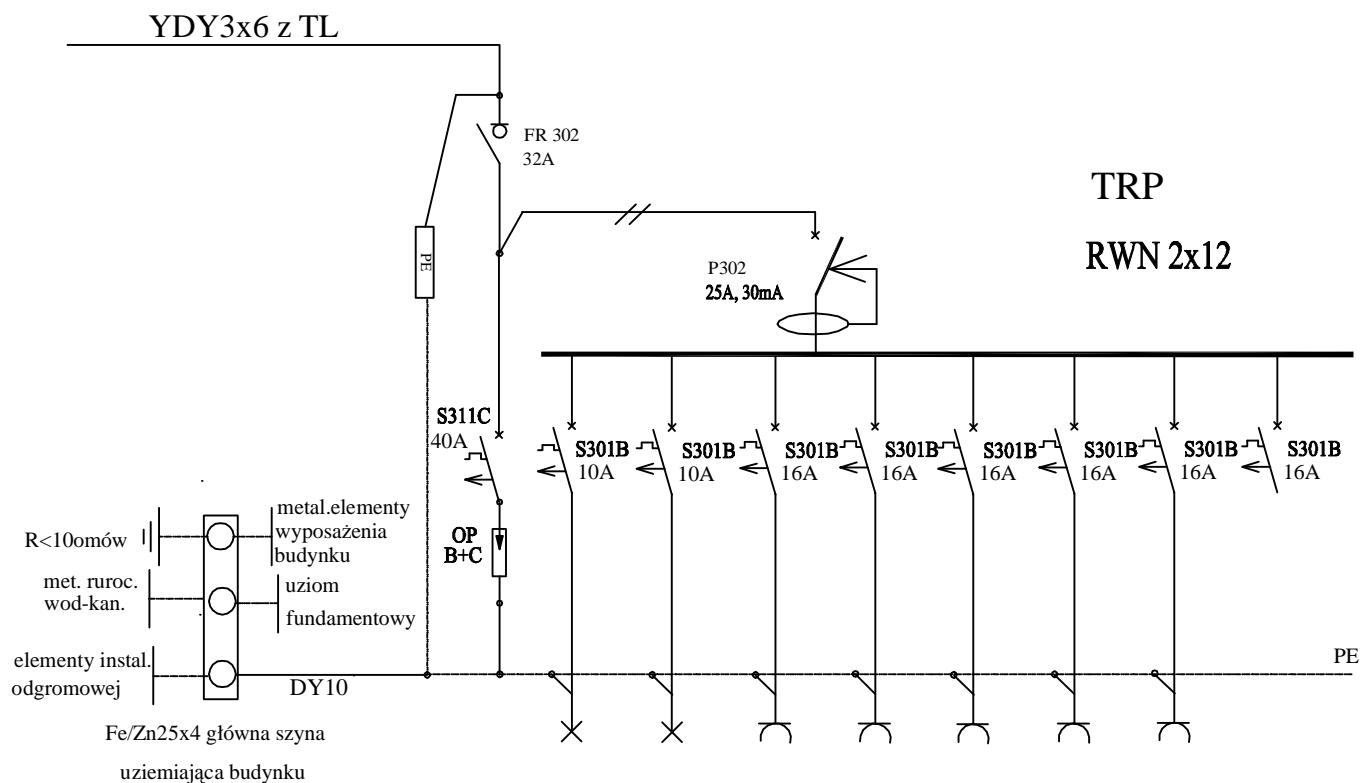 YDY3x6 z TL
FR 302
32A
TRP
RWN 2x12
PE
P302
25A, 30mA
S311C
40A
S301B
10A
S301B
10A
S301B
16A
S301B
16A
S301B
16A
S301B
16A
S301B
16A
S301B
16A
OP
B+C
R<10omów
metal.elementy
wyposażenia
budynku
met. ruroc.
wod-kan.
uziom
fundamentowy
elementy instal.
odgromowej
DY10
PE
Fe/Zn25x4 główna szyna
uziemiająca budynku